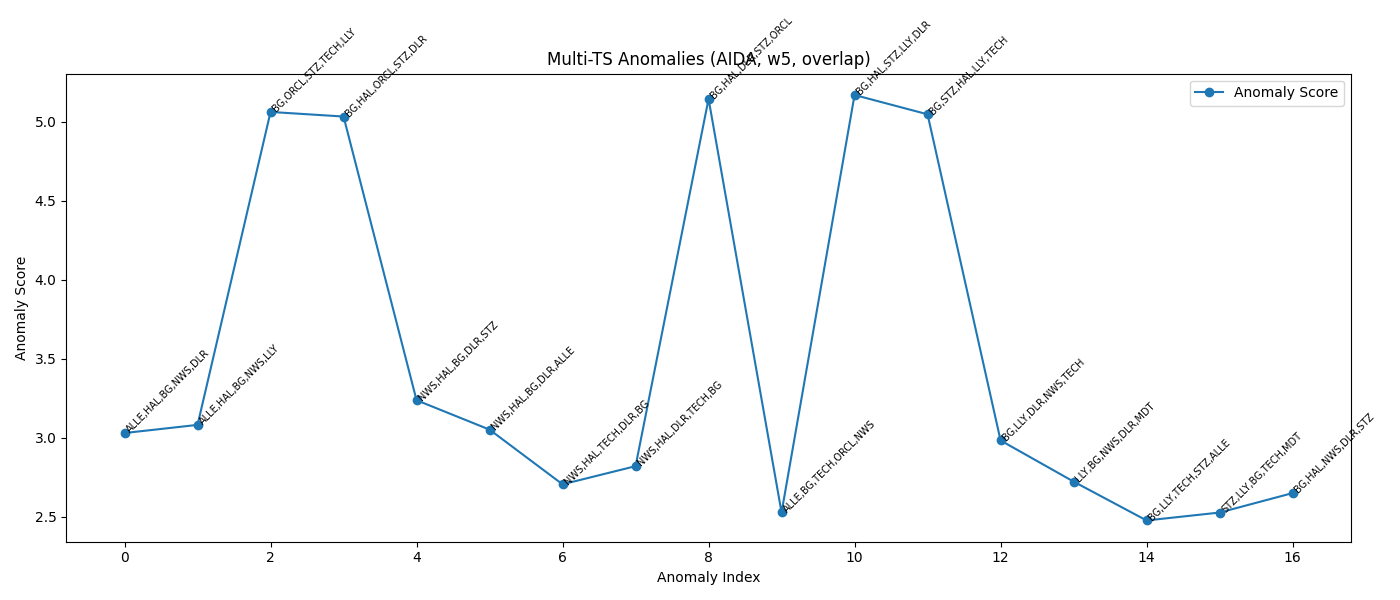 Multi-TS Anomalies (AIDA, w5, overlap)
Anomaly Score
Anomaly Score
5.0
4.5
4.0
3.5
3.0
2.5
ALLE,HAL,BG,NWS,DLR
ALLE,HAL,BG,NWS,LLY
BG,ORCL,STZ,TECH,LLY
BG,HAL,ORCL,STZ,DLR
NWS,HAL,BG,DLR,STZ
NWS,HAL,BG,DLR,ALLE
NWS,HAL,TECH,DLR,BG
NWS,HAL,DLR,TECH,BG
BG,HAL,DLR,STZ,ORCL
ALLE,BG,TECH,ORCL,NWS
BG,HAL,STZ,LLY,DLR
BG,STZ,HAL,LLY,TECH
BG,LLY,DLR,NWS,TECH
LLY,BG,NWS,DLR,MDT
BG,LLY,TECH,STZ,ALLE
STZ,LLY,BG,TECH,MDT
BG,HAL,NWS,DLR,STZ
0 2 4 6 8 10 12 14 16
Anomaly Index